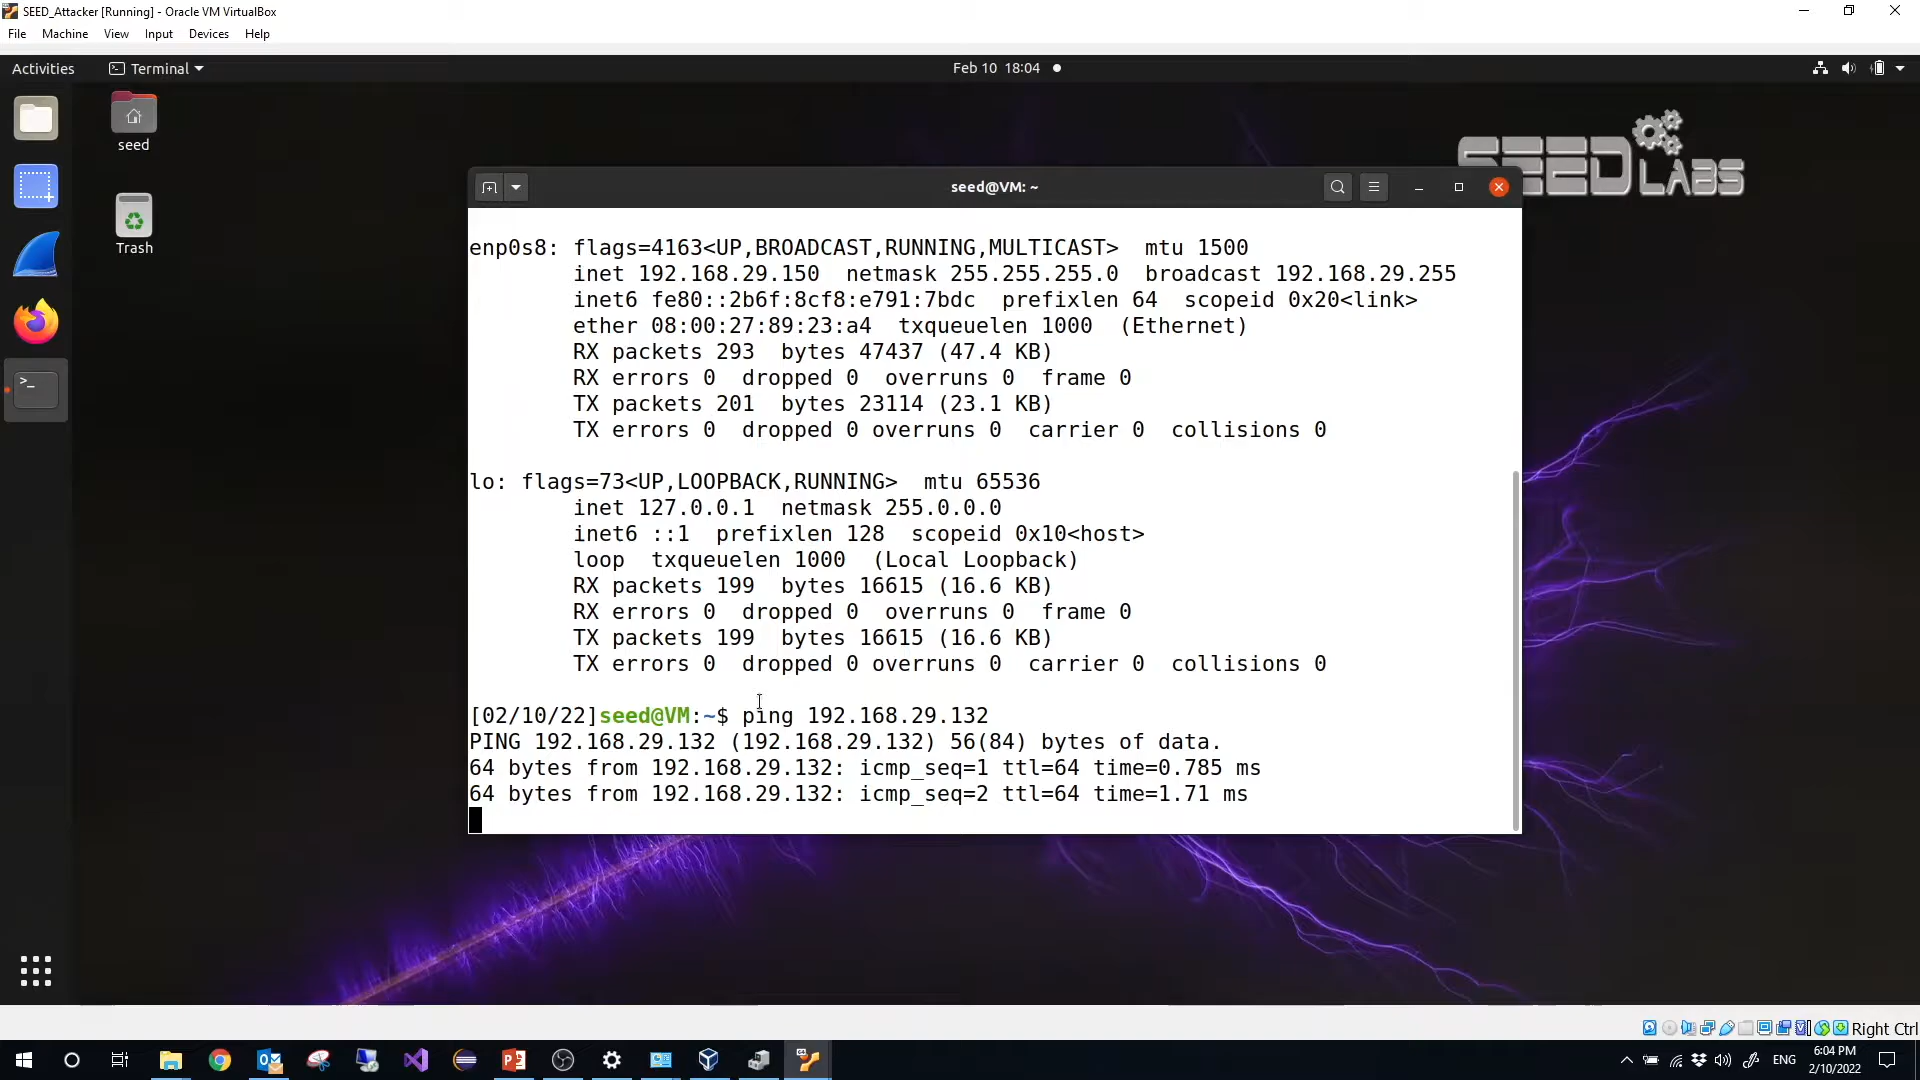 SEED_Attacker [Running] - Oracle VM VirtualBox
File Machine View Input Devices Help
Activities Terminal Feb 10 18:04
seed
Trash
SEED LABS
seed@VM: ~
enp0s8: flags=4163<UP,BROADCAST,RUNNING,MULTICAST>  mtu 1500
        inet 192.168.29.150  netmask 255.255.255.0  broadcast 192.168.29.255
        inet6 fe80::2b6f:8cf8:e791:7bdc  prefixlen 64  scopeid 0x20<link>
        ether 08:00:27:89:23:a4  txqueuelen 1000  (Ethernet)
        RX packets 293  bytes 47437 (47.4 KB)
        RX errors 0  dropped 0  overruns 0  frame 0
        TX packets 201  bytes 23114 (23.1 KB)
        TX errors 0  dropped 0 overruns 0  carrier 0  collisions 0
lo: flags=73<UP,LOOPBACK,RUNNING>  mtu 65536
        inet 127.0.0.1  netmask 255.0.0.0
        inet6 ::1  prefixlen 128  scopeid 0x10<host>
        loop  txqueuelen 1000  (Local Loopback)
        RX packets 199  bytes 16615 (16.6 KB)
        RX errors 0  dropped 0  overruns 0  frame 0
        TX packets 199  bytes 16615 (16.6 KB)
        TX errors 0  dropped 0 overruns 0  carrier 0  collisions 0
[02/10/22]seed@VM:~$ ping 192.168.29.132
PING 192.168.29.132 (192.168.29.132) 56(84) bytes of data.
64 bytes from 192.168.29.132: icmp_seq=1 ttl=64 time=0.785 ms
64 bytes from 192.168.29.132: icmp_seq=2 ttl=64 time=1.71 ms
Right Ctrl
ENG
6:04 PM
2/10/2022